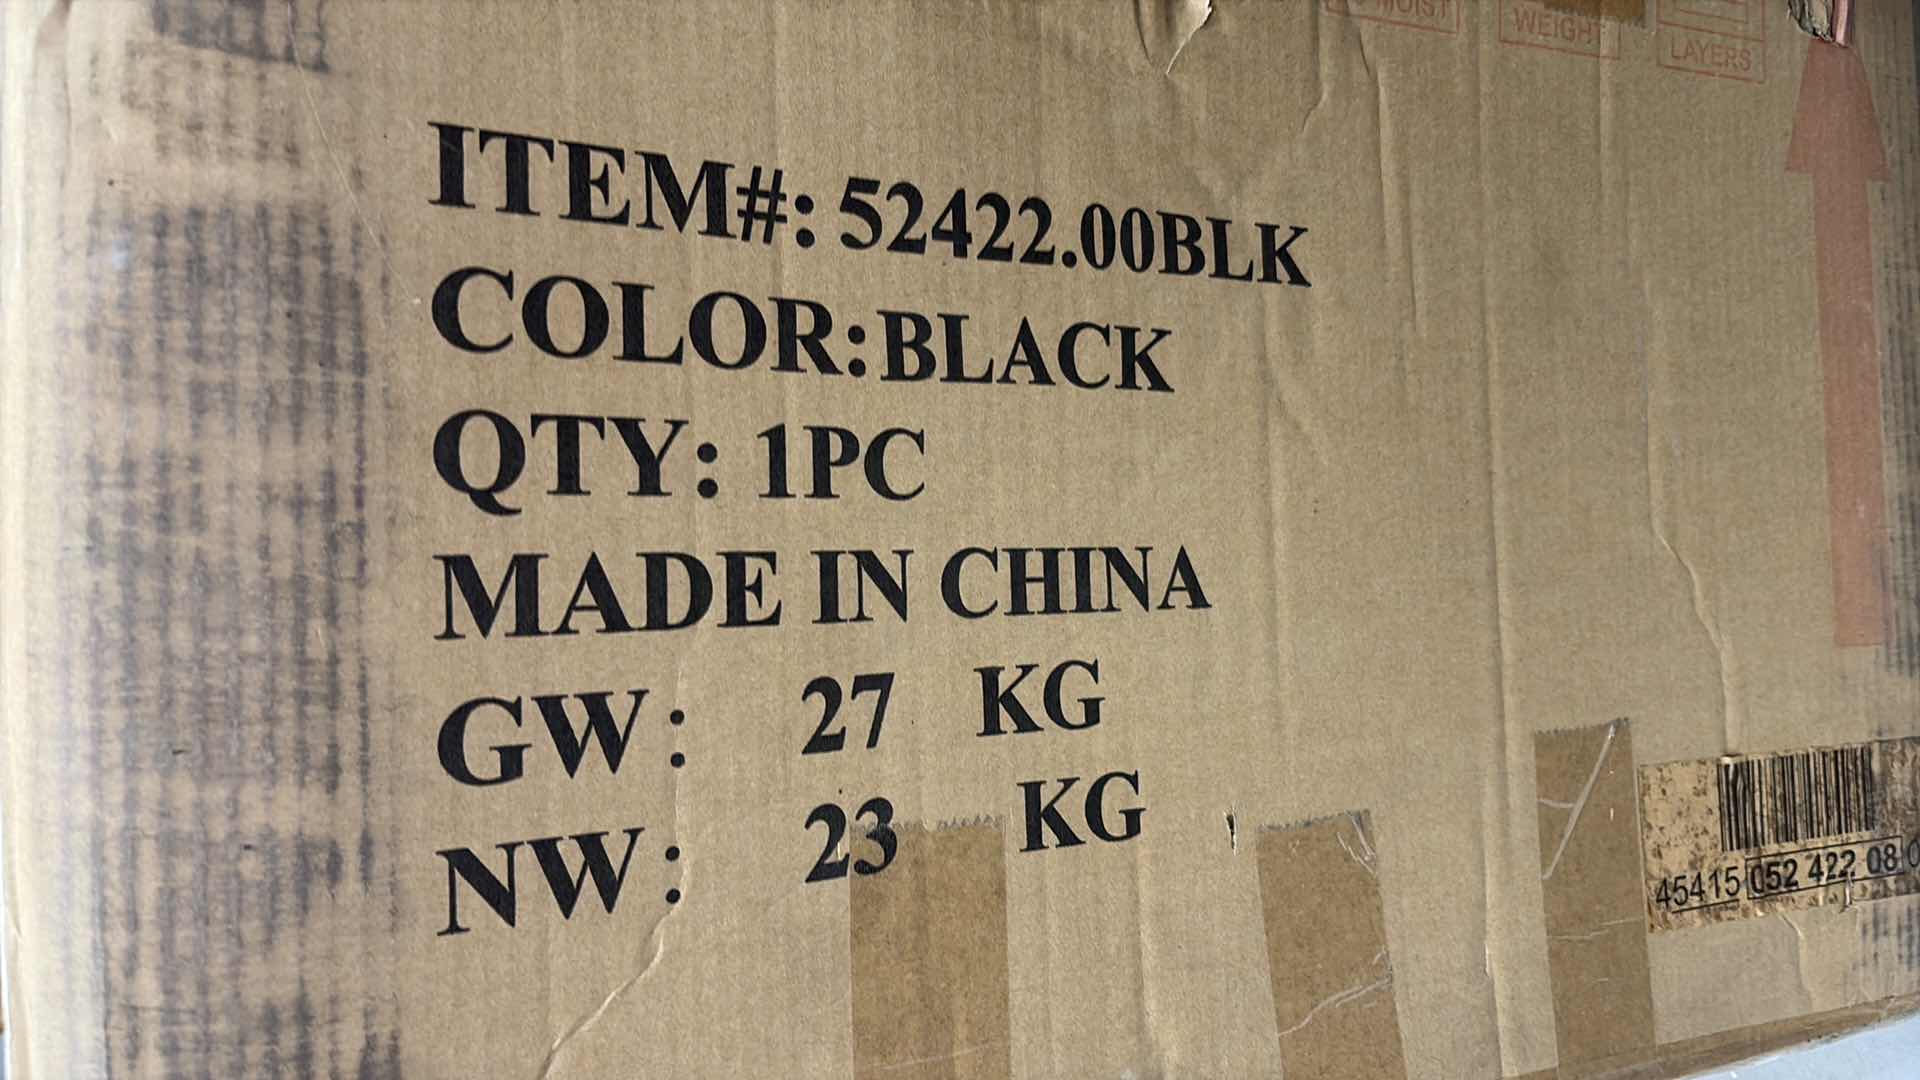 MOIST
WEIGHT
LAYERS
ITEM#: 52422.00BLK
COLOR:BLACK
QTY: 1PC
MADE IN CHINA
GW: 27 KG
NW: 23 KG
45415 052 422 08